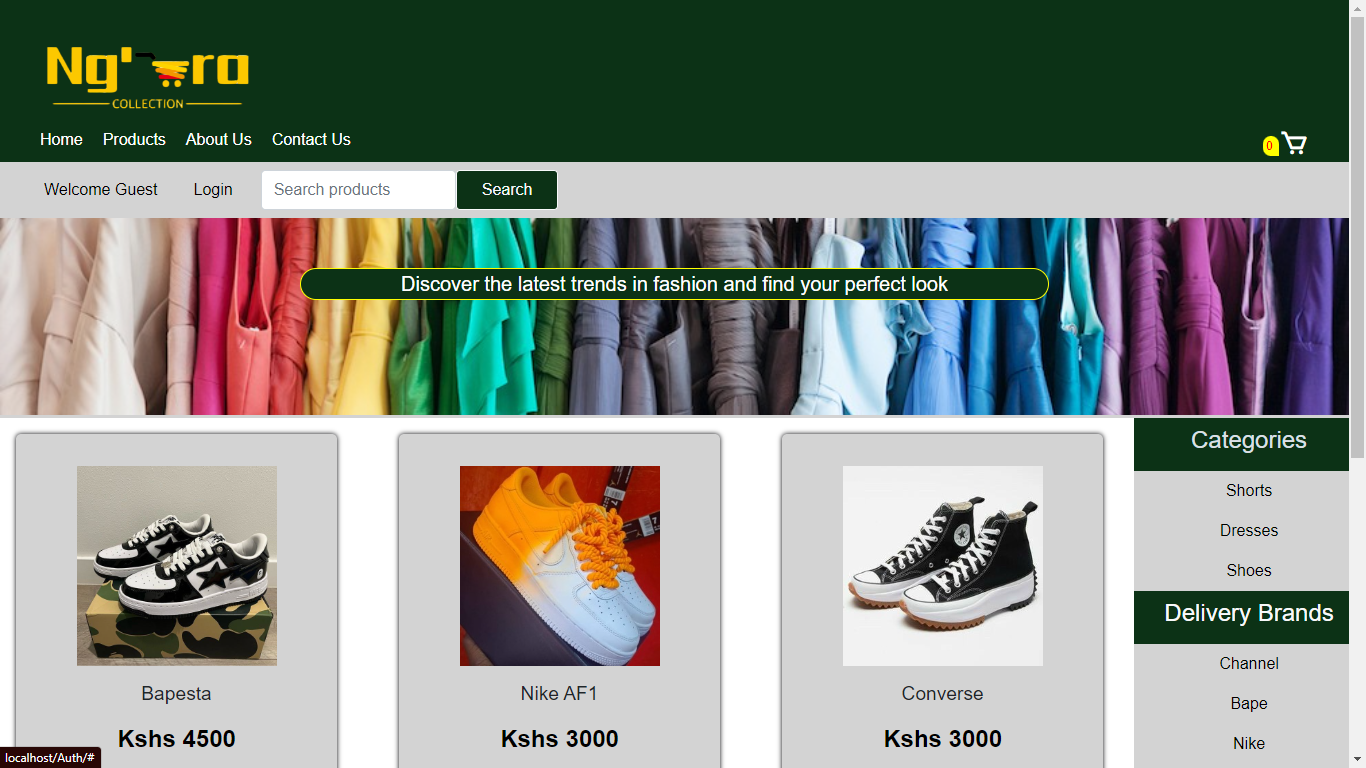 Ng' ra
COLLECTION
Home Products About Us Contact Us
0
Welcome Guest Login Search products Search
Discover the latest trends in fashion and find your perfect look
Categories
Shorts
Dresses
Shoes
Delivery Brands
Channel
Bape
Nike
Bapesta
Kshs 4500
Nike AF1
Kshs 3000
Converse
Kshs 3000
localhost/Auth/#